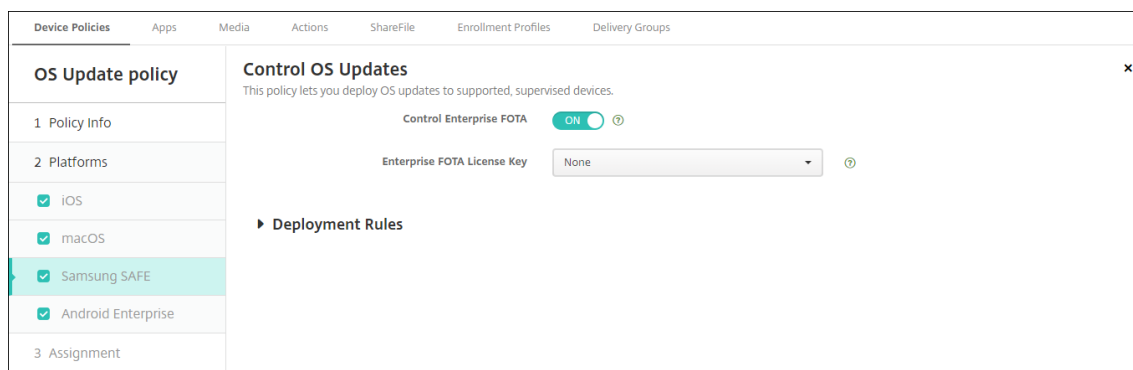 Device Policies Apps Media Actions ShareFile Enrollment Profiles Delivery Groups
OS Update policy
1 Policy Info
2 Platforms
iOS
macOS
Samsung SAFE
Android Enterprise
3 Assignment
Control OS Updates
This policy lets you deploy OS updates to supported, supervised devices.
Control Enterprise FOTA ON ?
Enterprise FOTA License Key None ?
Deployment Rules